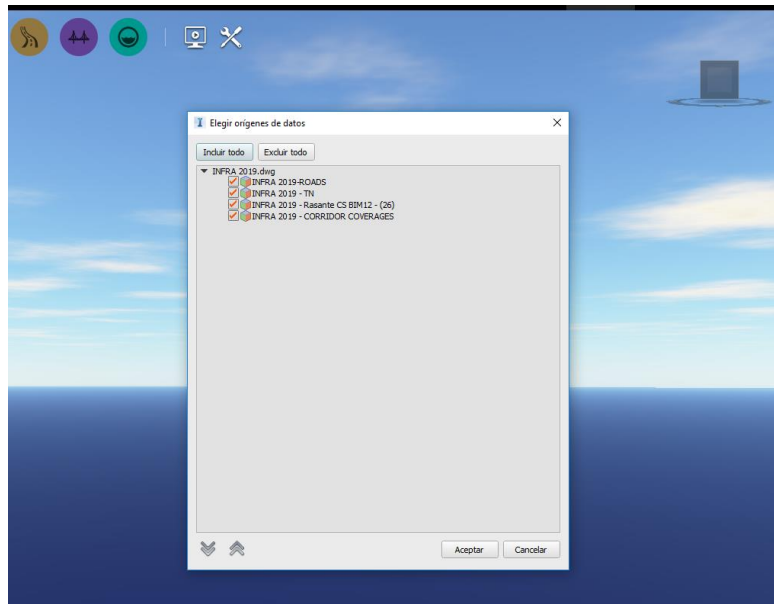 Elegir orígenes de datos
Incluir todo Excluir todo
INFRA 2019.dwg
INFRA 2019-ROADS
INFRA 2019 - TN
INFRA 2019 - Rasante CS BIM12 - (26)
INFRA 2019 - CORRIDOR COVERAGES
Aceptar Cancelar